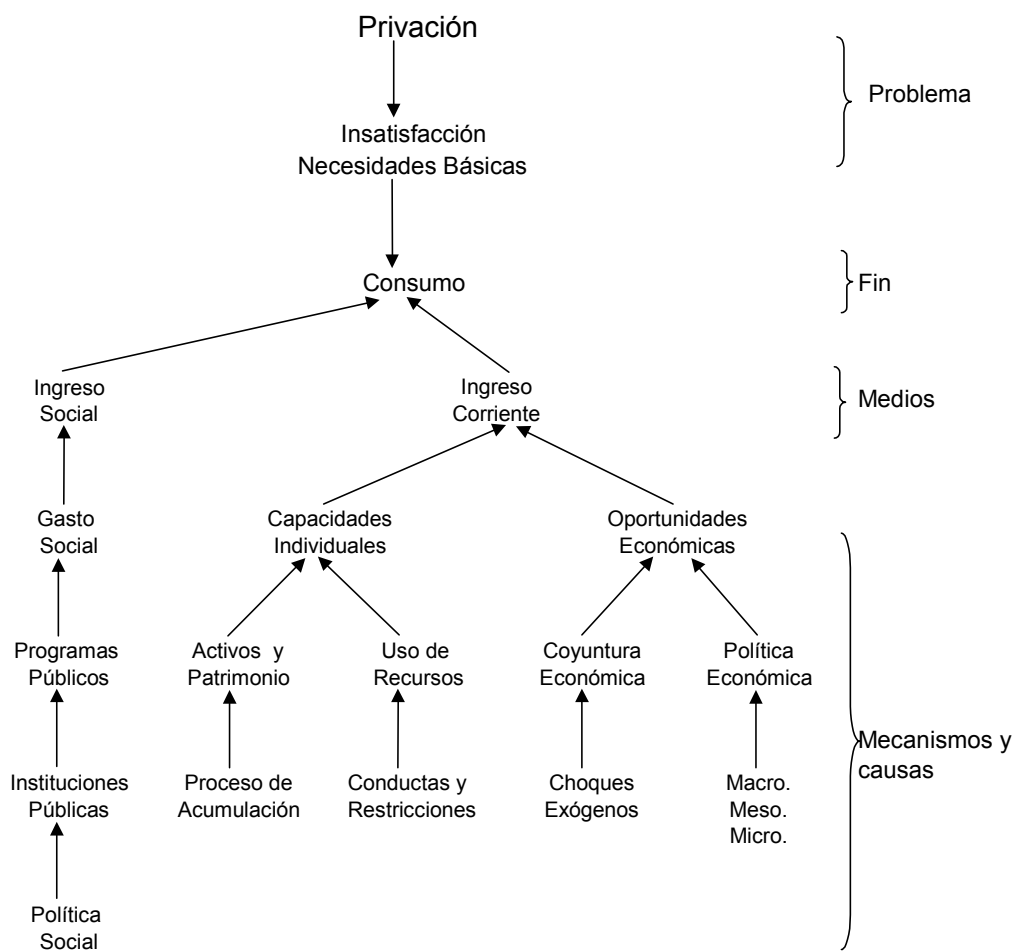 Privación
Problema
Insatisfacción
Necesidades Básicas
Consumo
Fin
Ingreso
Social
Ingreso
Corriente
Medios
Gasto
Social
Capacidades
Individuales
Oportunidades
Económicas
Programas
Públicos
Activos y
Patrimonio
Uso de
Recursos
Coyuntura
Económica
Política
Económica
Mecanismos y
causas
Instituciones
Públicas
Proceso de
Acumulación
Conductas y
Restricciones
Choques
Exógenos
Macro.
Meso.
Micro.
Política
Social